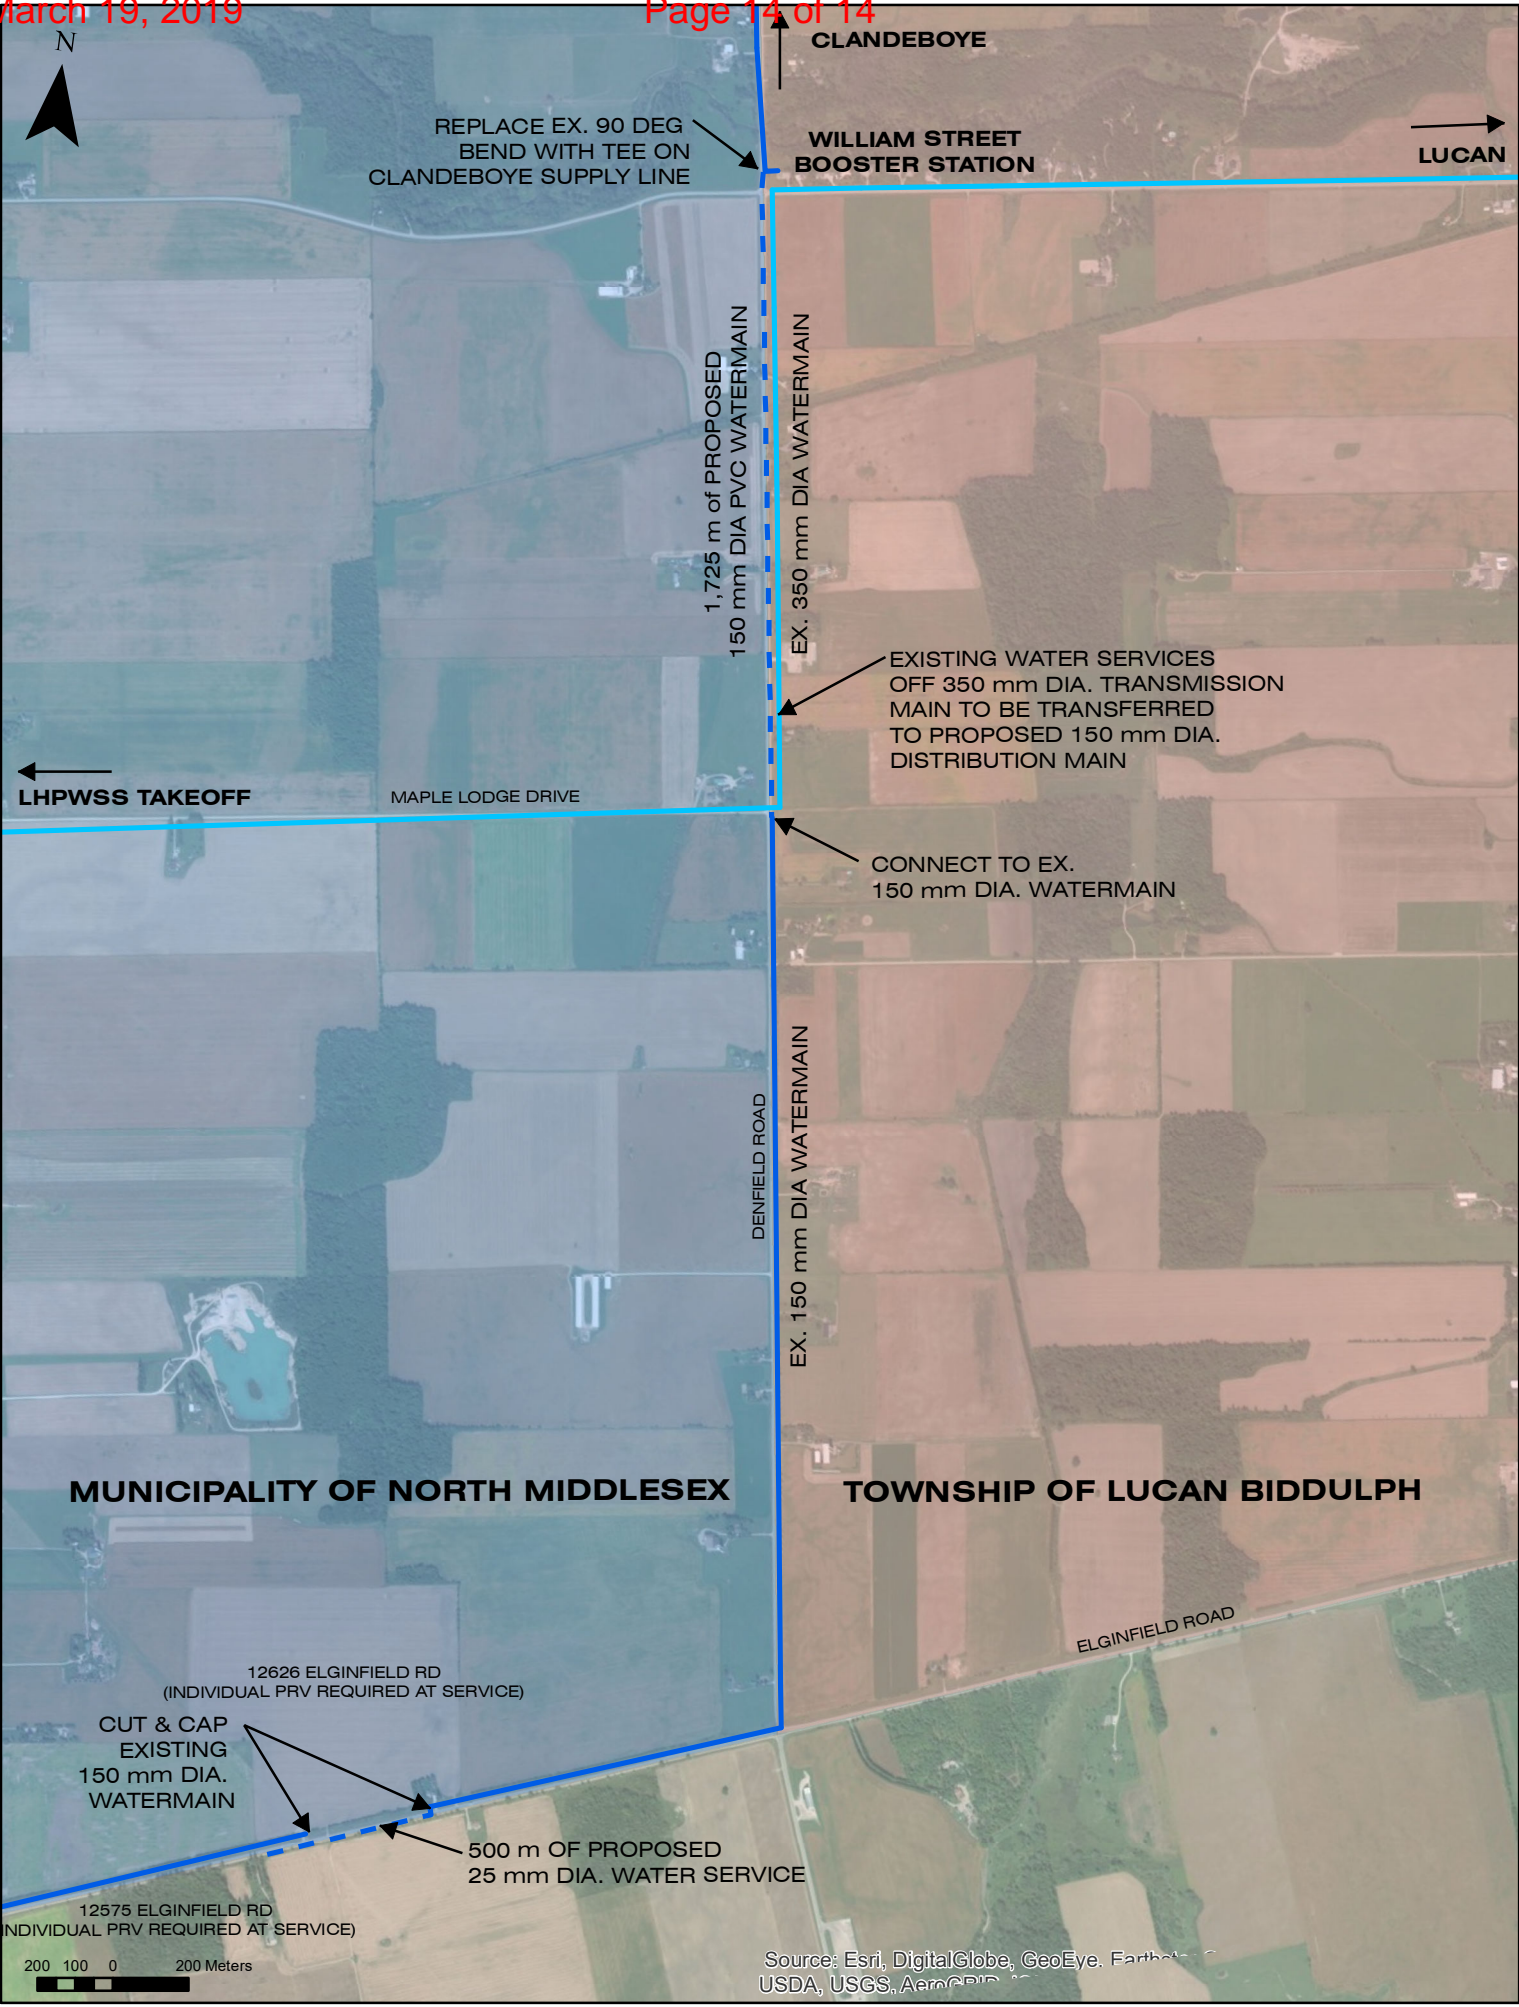 March 19, 2019
Page 14 of 14
N
CLANDEBOYE
REPLACE EX. 90 DEG
BEND WITH TEE ON
CLANDEBOYE SUPPLY LINE
WILLIAM STREET
BOOSTER STATION
LUCAN
1,725 m of PROPOSED
150 mm DIA PVC WATERMAIN
EX. 350 mm DIA WATERMAIN
EXISTING WATER SERVICES
OFF 350 mm DIA. TRANSMISSION
MAIN TO BE TRANSFERRED
TO PROPOSED 150 mm DIA.
DISTRIBUTION MAIN
LHPWSS TAKEOFF
MAPLE LODGE DRIVE
CONNECT TO EX.
150 mm DIA. WATERMAIN
DENFIELD ROAD
EX. 150 mm DIA WATERMAIN
MUNICIPALITY OF NORTH MIDDLESEX
TOWNSHIP OF LUCAN BIDDULPH
ELGINFIELD ROAD
12626 ELGINFIELD RD
(INDIVIDUAL PRV REQUIRED AT SERVICE)
CUT & CAP
EXISTING
150 mm DIA.
WATERMAIN
500 m OF PROPOSED
25 mm DIA. WATER SERVICE
12575 ELGINFIELD RD
INDIVIDUAL PRV REQUIRED AT SERVICE)
200 100 0 200 Meters
Source: Esri, DigitalGlobe, GeoEye,
USDA, USGS,